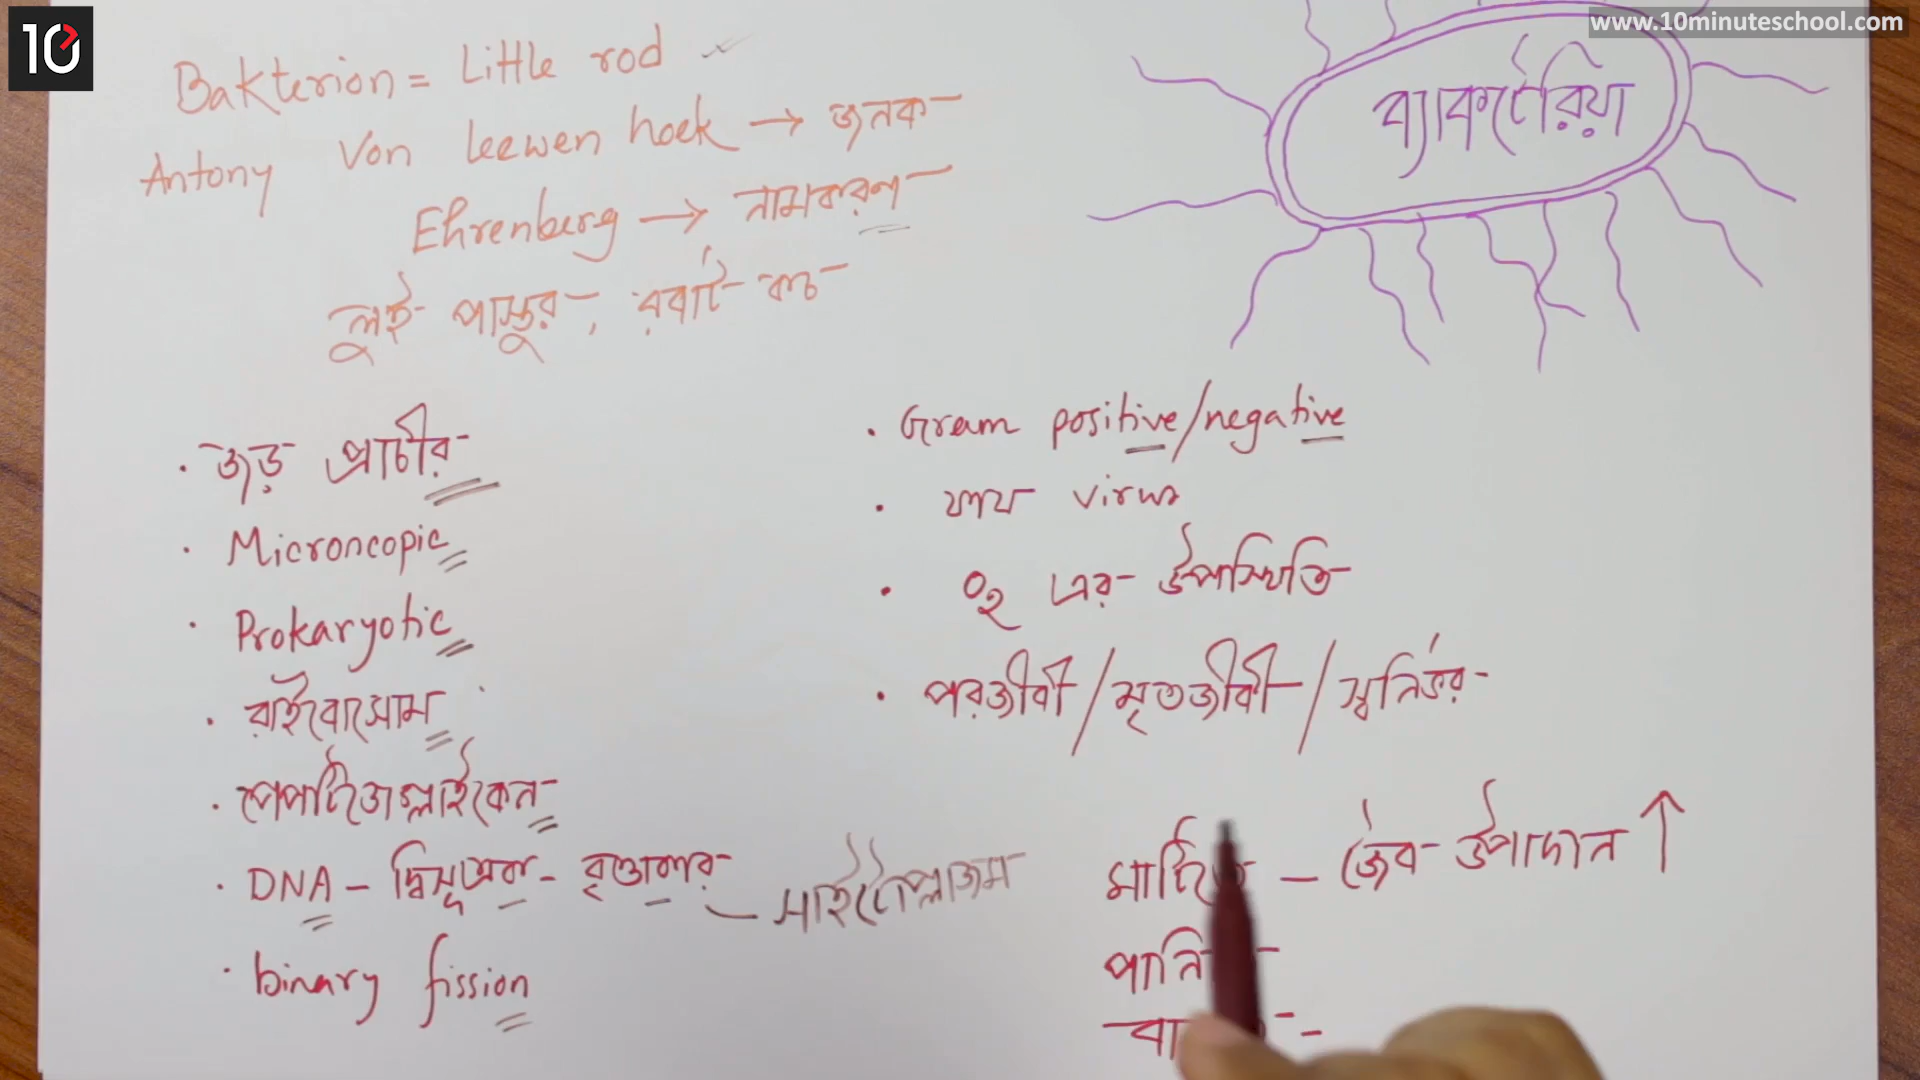 10
www.10minuteschool.com
Bakterion = Little rod
Antony Von leewen hoek → জনক
Ehrenberg → নামকরণ
লুই পাস্তুর, রবার্ট কচ
ব্যাকটেরিয়া
• জড় প্রাচীর
• Microscopic
• Prokaryotic
• রাইবোসোম
• পেপটিডোগ্লাইকেন
• DNA – দ্বিসূত্রক – বৃত্তাকার – সাইটোপ্লাজম
• binary fission
• Gram positive/negative
• ফায virus
• O₂ এর উপস্থিতি
• পরজীবী/মৃতজীবী/স্বনির্ভর
মাটিতে – জৈব উপাদান ↑
পানি